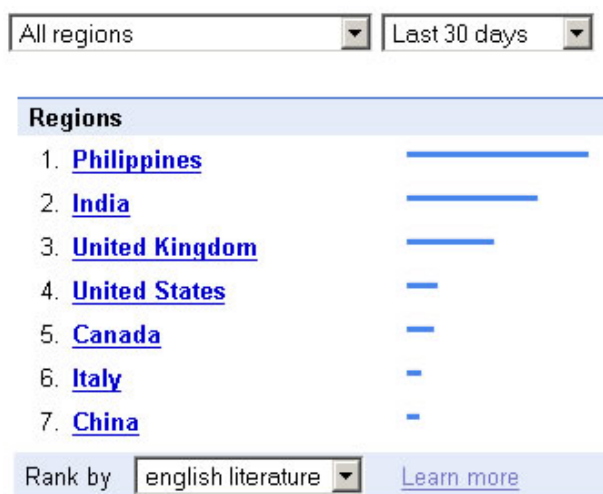 All regions Last 30 days
Regions
1. Philippines
2. India
3. United Kingdom
4. United States
5. Canada
6. Italy
7. China
Rank by english literature Learn more